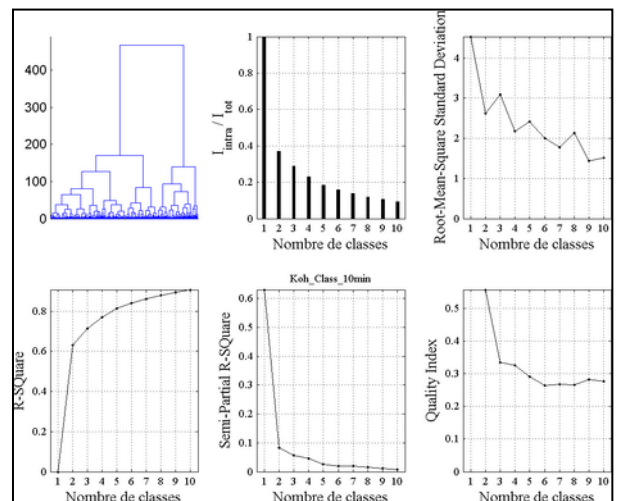 400
300
200
100
0
I_intra / I_tot
1
0.8
0.6
0.4
0.2
0
1 2 3 4 5 6 7 8 9 10
Nombre de classes
Root-Mean-Square Standard Deviation
4
3
2
1
0
1 2 3 4 5 6 7 8 9 10
Nombre de classes
R-SQuare
0.8
0.6
0.4
0.2
0
1 2 3 4 5 6 7 8 9 10
Nombre de classes
Koh_Class_10min
Semi-Partial R-SQuare
0.6
0.5
0.4
0.3
0.2
0.1
0
1 2 3 4 5 6 7 8 9 10
Nombre de classes
Quality Index
0.5
0.4
0.3
0.2
0.1
0
1 2 3 4 5 6 7 8 9 10
Nombre de classes